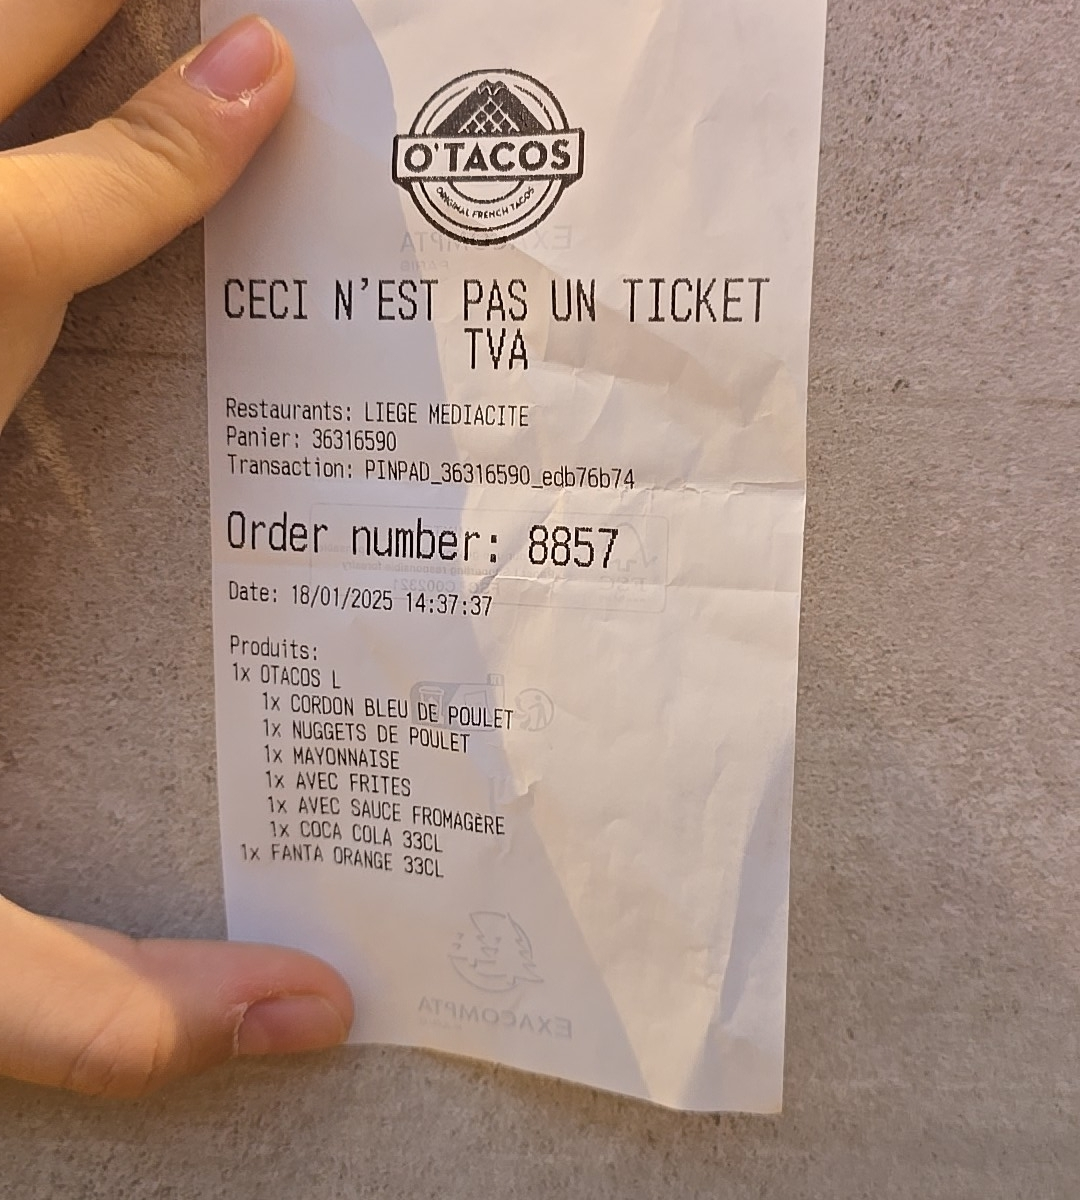 O'TACOS
ORIGINAL FRENCH TACOS
EXACOMPTA
PARIS
CECI N'EST PAS UN TICKET
TVA
Restaurants: LIEGE MEDIACITE
Panier: 36316590
Transaction: PINPAD_36316590_edb76b74
Order number: 8857
Date: 18/01/2025 14:37:37
Produits:
1x OTACOS L
1x CORDON BLEU DE POULET
1x NUGGETS DE POULET
1x MAYONNAISE
1x AVEC FRITES
1x AVEC SAUCE FROMAGÈRE
1x COCA COLA 33CL
1x FANTA ORANGE 33CL
EXACOMPTA